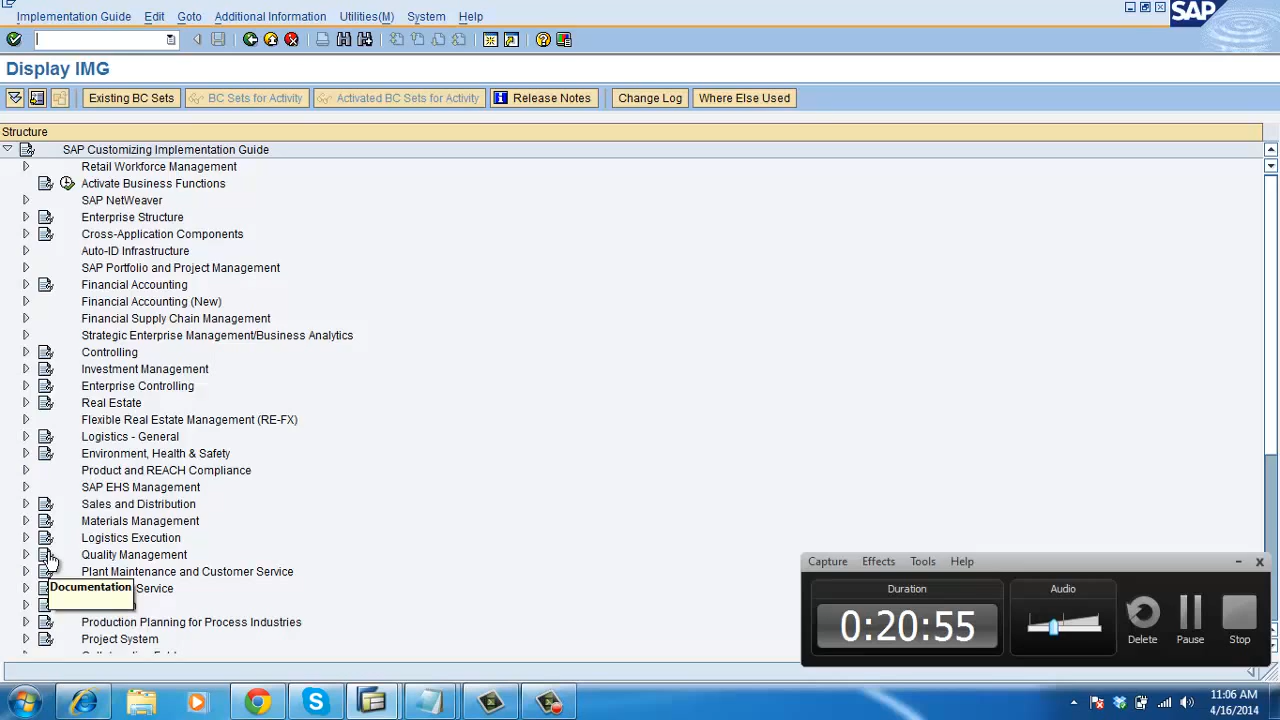 Implementation Guide Edit Goto Additional Information Utilities(M) System Help
SAP
Display IMG
Existing BC Sets BC Sets for Activity Activated BC Sets for Activity Release Notes Change Log Where Else Used
Structure
SAP Customizing Implementation Guide
Retail Workforce Management
Activate Business Functions
SAP NetWeaver
Enterprise Structure
Cross-Application Components
Auto-ID Infrastructure
SAP Portfolio and Project Management
Financial Accounting
Financial Accounting (New)
Financial Supply Chain Management
Strategic Enterprise Management/Business Analytics
Controlling
Investment Management
Enterprise Controlling
Real Estate
Flexible Real Estate Management (RE-FX)
Logistics - General
Environment, Health & Safety
Product and REACH Compliance
SAP EHS Management
Sales and Distribution
Materials Management
Logistics Execution
Quality Management
Plant Maintenance and Customer Service
Documentation Service
Production Planning for Process Industries
Project System
Capture Effects Tools Help
Duration Audio
0:20:55
Delete Pause Stop
11:06 AM
4/16/2014